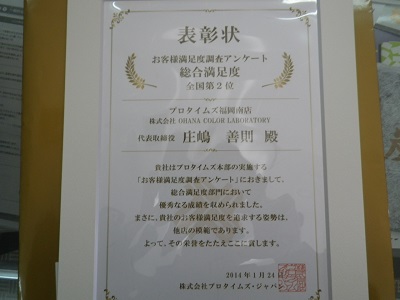 表彰状
お客様満足度調査アンケート
総合満足度
全国第2位
プロタイムズ福岡南店
株式会社 OHANA COLOR LABORATORY
代表取締役 庄嶋 善則 殿
貴社はプロタイムズ本部の実施する
「お客様満足度調査アンケート」におきまして、
総合満足度部門において
優秀なる成績を収められました。
まさに、貴社のお客様満足度を追求する姿勢は、
他店の模範であります。
よって、その栄誉をたたえここに賞します。
2014年1月24日
株式会社プロタイムズ・ジャパン